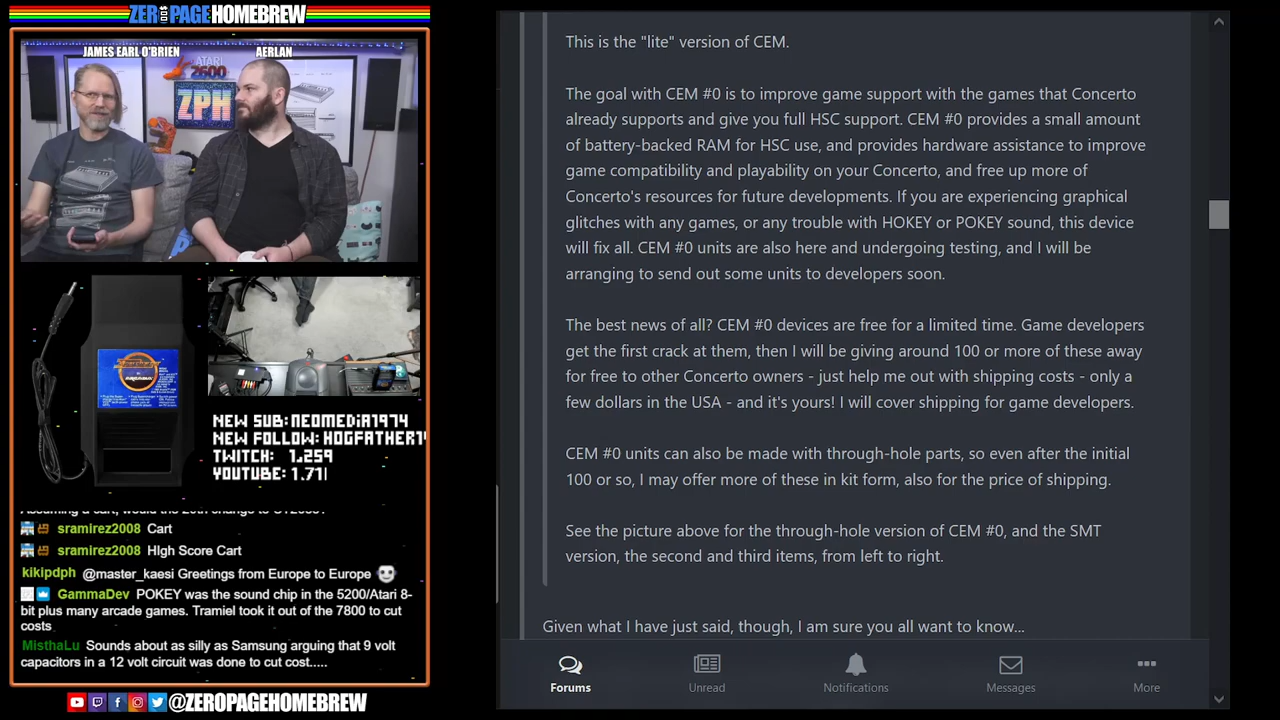 ZEROPAGE HOMEBREW
JAMES EARL O'BRIEN
AERLAN
ATARI
2600
ZPH
NEW SUB:NEOMEDIA1974
NEW FOLLOW:HOGFATHER1
TWITCH: 1,259
YOUTUBE: 1,71
sramirez2008 Cart
sramirez2008 HIgh Score Cart
kikipdph @master_kaesi Greetings from Europe to Europe
GammaDev POKEY was the sound chip in the 5200/Atari 8-
bit plus many arcade games. Tramiel took it out of the 7800 to cut
costs
MisthaLu Sounds about as silly as Samsung arguing that 9 volt
capacitors in a 12 volt circuit was done to cut cost.....
@ZEROPAGEHOMEBREW
This is the "lite" version of CEM.
The goal with CEM #0 is to improve game support with the games that Concerto
already supports and give you full HSC support. CEM #0 provides a small amount
of battery-backed RAM for HSC use, and provides hardware assistance to improve
game compatibility and playability on your Concerto, and free up more of
Concerto's resources for future developments. If you are experiencing graphical
glitches with any games, or any trouble with HOKEY or POKEY sound, this device
will fix all. CEM #0 units are also here and undergoing testing, and I will be
arranging to send out some units to developers soon.
The best news of all? CEM #0 devices are free for a limited time. Game developers
get the first crack at them, then I will be giving around 100 or more of these away
for free to other Concerto owners - just help me out with shipping costs - only a
few dollars in the USA - and it's yours! I will cover shipping for game developers.
CEM #0 units can also be made with through-hole parts, so even after the initial
100 or so, I may offer more of these in kit form, also for the price of shipping.
See the picture above for the through-hole version of CEM #0, and the SMT
version, the second and third items, from left to right.
Given what I have just said, though, I am sure you all want to know...
Forums
Unread
Notifications
Messages
More